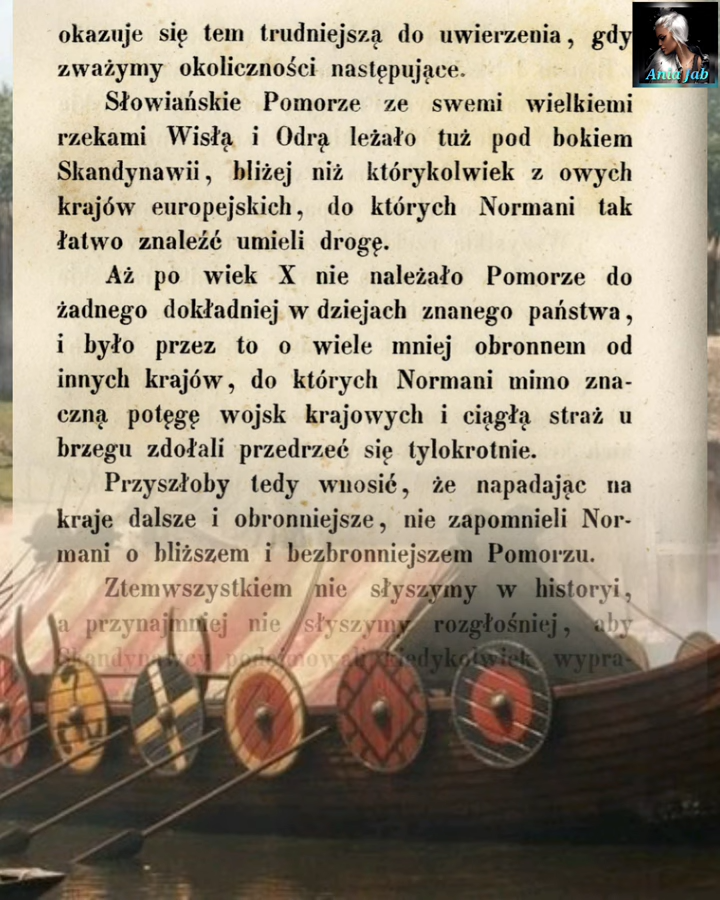 okazuje się tem trudniejszą do uwierzenia, gdy
zważymy okoliczności następujące.
Słowiańskie Pomorze ze swemi wielkiemi
rzekami Wisłą i Odrą leżało tuż pod bokiem
Skandynawii, bliżej niż którykolwiek z owych
krajów europejskich, do których Normani tak
łatwo znaleźć umieli drogę.
Aż po wiek X nie należało Pomorze do
żadnego dokładniej w dziejach znanego państwa,
i było przez to o wiele mniej obronnem od
innych krajów, do których Normani mimo zna-
czną potęgę wojsk krajowych i ciągłą straż u
brzegu zdołali przedrzeć się tylokrotnie.
Przyszłoby tedy wnosić, że napadając na
kraje dalsze i obronniejsze, nie zapomnieli Nor-
mani o bliższem i bezbronniejszem Pomorzu.
Ztemwszystkiem nie słyszymy w historyi,
a przynajmniej nie słyszymy rozgłośniej, aby
Skandynawcy podejmowali kiedykolwiek wypra-
Anu jab